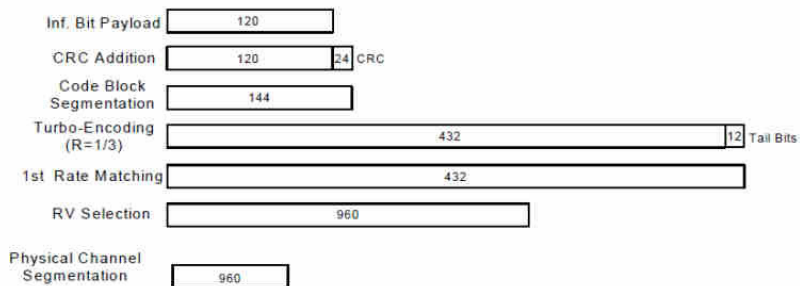 Inf. Bit Payload 120
CRC Addition 120 24 CRC
Code Block
Segmentation 144
Turbo-Encoding
(R=1/3) 432 12 Tail Bits
1st Rate Matching 432
RV Selection 960
Physical Channel
Segmentation 960